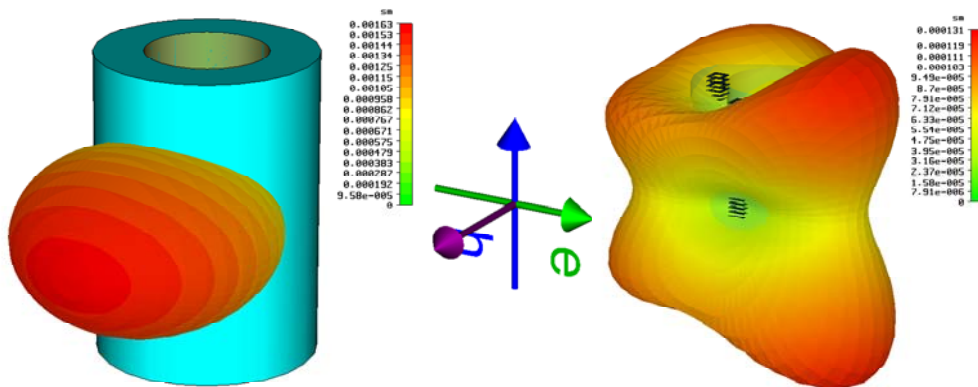 sm
0.00163
0.00153
0.00144
0.00134
0.00125
0.00115
0.00105
0.000958
0.000862
0.000767
0.000671
0.000575
0.000479
0.000383
0.000287
0.000192
9.58e-005
0
h
e
sm
0.000131
0.000119
0.000111
0.000103
9.49e-005
8.7e-005
7.91e-005
7.12e-005
6.33e-005
5.54e-005
4.75e-005
3.95e-005
3.16e-005
2.37e-005
1.58e-005
7.91e-006
0